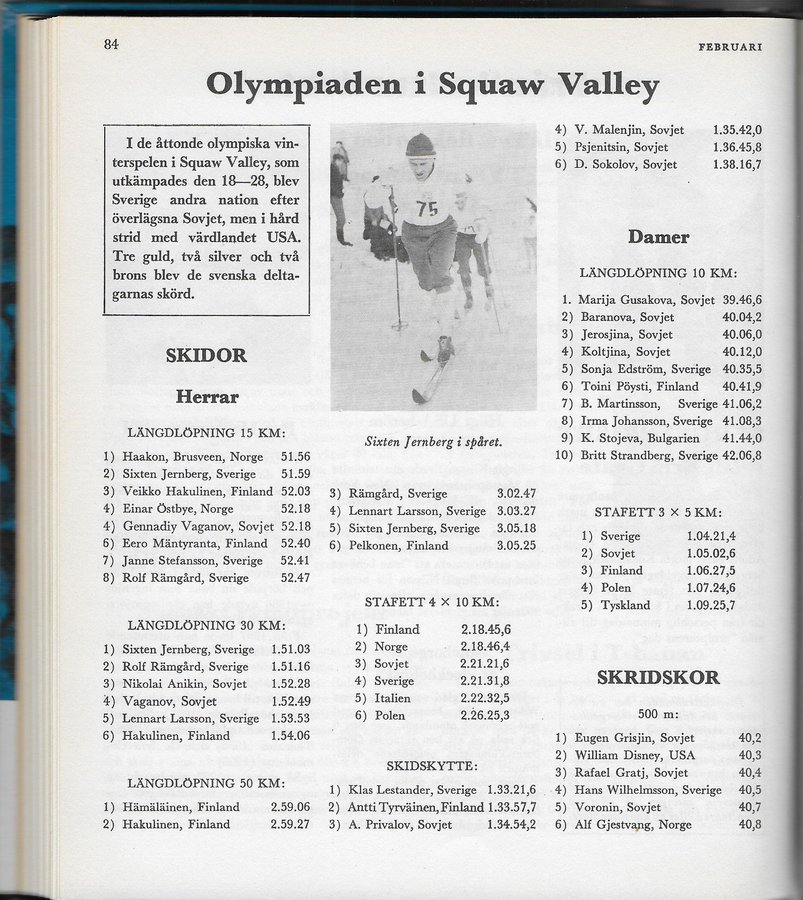 84
FEBRUARI
Olympiaden i Squaw Valley
I de åttonde olympiska vin-
terspelen i Squaw Valley, som
utkämpades den 18—28, blev
Sverige andra nation efter
överlägsna Sovjet, men i hård
strid med värdlandet USA.
Tre guld, två silver och två
brons blev de svenska delta-
garnas skörd.
SKIDOR
Herrar
LÄNGDLÖPNING 15 KM:
1) Haakon, Brusveen, Norge 51.56
2) Sixten Jernberg, Sverige 51.59
3) Veikko Hakulinen, Finland 52.03
4) Einar Östbye, Norge 52.18
4) Gennadiy Vaganov, Sovjet 52.18
6) Eero Mäntyranta, Finland 52.40
7) Janne Stefansson, Sverige 52.41
8) Rolf Rämgård, Sverige 52.47
LÄNGDLÖPNING 30 KM:
1) Sixten Jernberg, Sverige 1.51.03
2) Rolf Rämgård, Sverige 1.51.16
3) Nikolai Anikin, Sovjet 1.52.28
4) Vaganov, Sovjet 1.52.49
5) Lennart Larsson, Sverige 1.53.53
6) Hakulinen, Finland 1.54.06
LÄNGDLÖPNING 50 KM:
1) Hämäläinen, Finland 2.59.06
2) Hakulinen, Finland 2.59.27
75
Sixten Jernberg i spåret.
3) Rämgård, Sverige 3.02.47
4) Lennart Larsson, Sverige 3.03.27
5) Sixten Jernberg, Sverige 3.05.18
6) Pelkonen, Finland 3.05.25
STAFETT 4 × 10 KM:
1) Finland 2.18.45,6
2) Norge 2.18.46,4
3) Sovjet 2.21.21,6
4) Sverige 2.21.31,8
5) Italien 2.22.32,5
6) Polen 2.26.25,3
SKIDSKYTTE:
1) Klas Lestander, Sverige 1.33.21,6
2) Antti Tyrväinen, Finland 1.33.57,7
3) A. Privalov, Sovjet 1.34.54,2
4) V. Malenjin, Sovjet 1.35.42,0
5) Psjenitsin, Sovjet 1.36.45,8
6) D. Sokolov, Sovjet 1.38.16,7
Damer
LÄNGDLÖPNING 10 KM:
1. Marija Gusakova, Sovjet 39.46,6
2) Baranova, Sovjet 40.04,2
3) Jerosjina, Sovjet 40.06,0
4) Koltjina, Sovjet 40.12,0
5) Sonja Edström, Sverige 40.35,5
6) Toini Pöysti, Finland 40.41,9
7) B. Martinsson, Sverige 41.06,2
8) Irma Johansson, Sverige 41.08,3
9) K. Stojeva, Bulgarien 41.44,0
10) Britt Strandberg, Sverige 42.06,8
STAFETT 3 × 5 KM:
1) Sverige 1.04.21,4
2) Sovjet 1.05.02,6
3) Finland 1.06.27,5
4) Polen 1.07.24,6
5) Tyskland 1.09.25,7
SKRIDSKOR
500 m:
1) Eugen Grisjin, Sovjet 40,2
2) William Disney, USA 40,3
3) Rafael Gratj, Sovjet 40,4
4) Hans Wilhelmsson, Sverige 40,5
5) Voronin, Sovjet 40,7
6) Alf Gjestvang, Norge 40,8